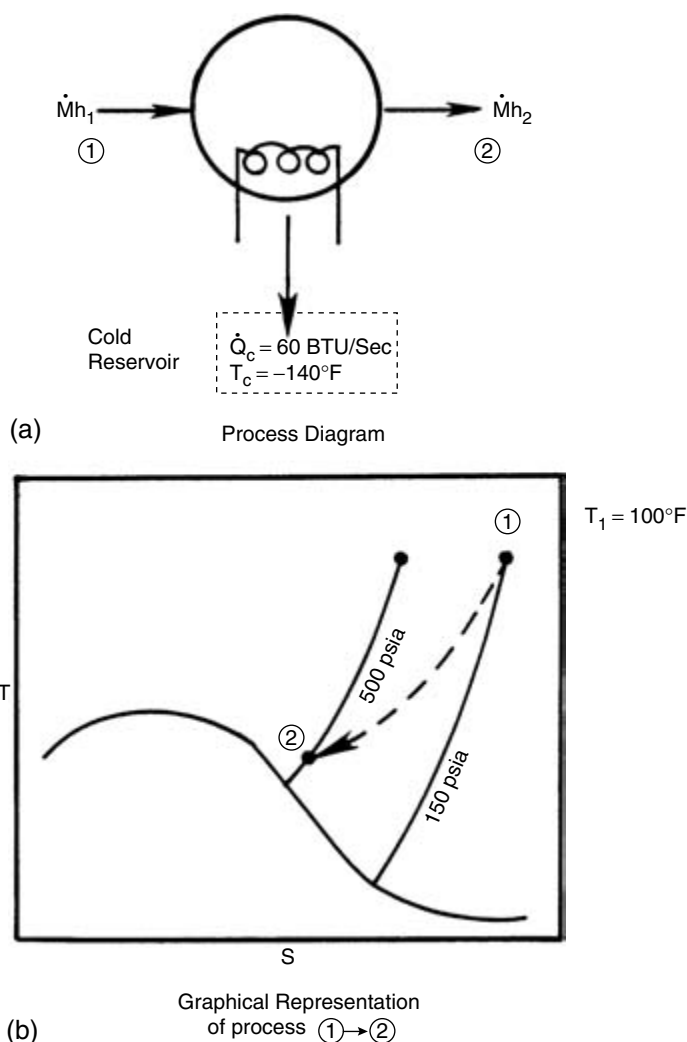 Ṁh₁
①
Ṁh₂
②
Cold
Reservoir
Q̇c = 60 BTU/Sec
Tc = −140°F
(a)
Process Diagram
①
T₁ = 100°F
500 psia
T
②
150 psia
S
Graphical Representation
of process ①→②
(b)